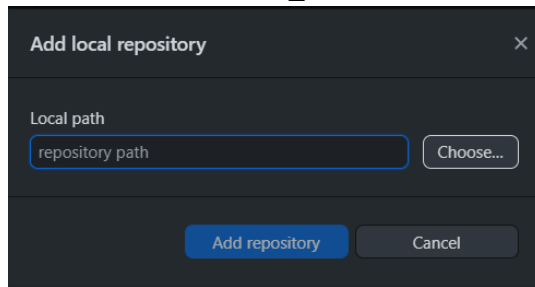 Add local repository
Local path
repository path
Choose...
Add repository
Cancel